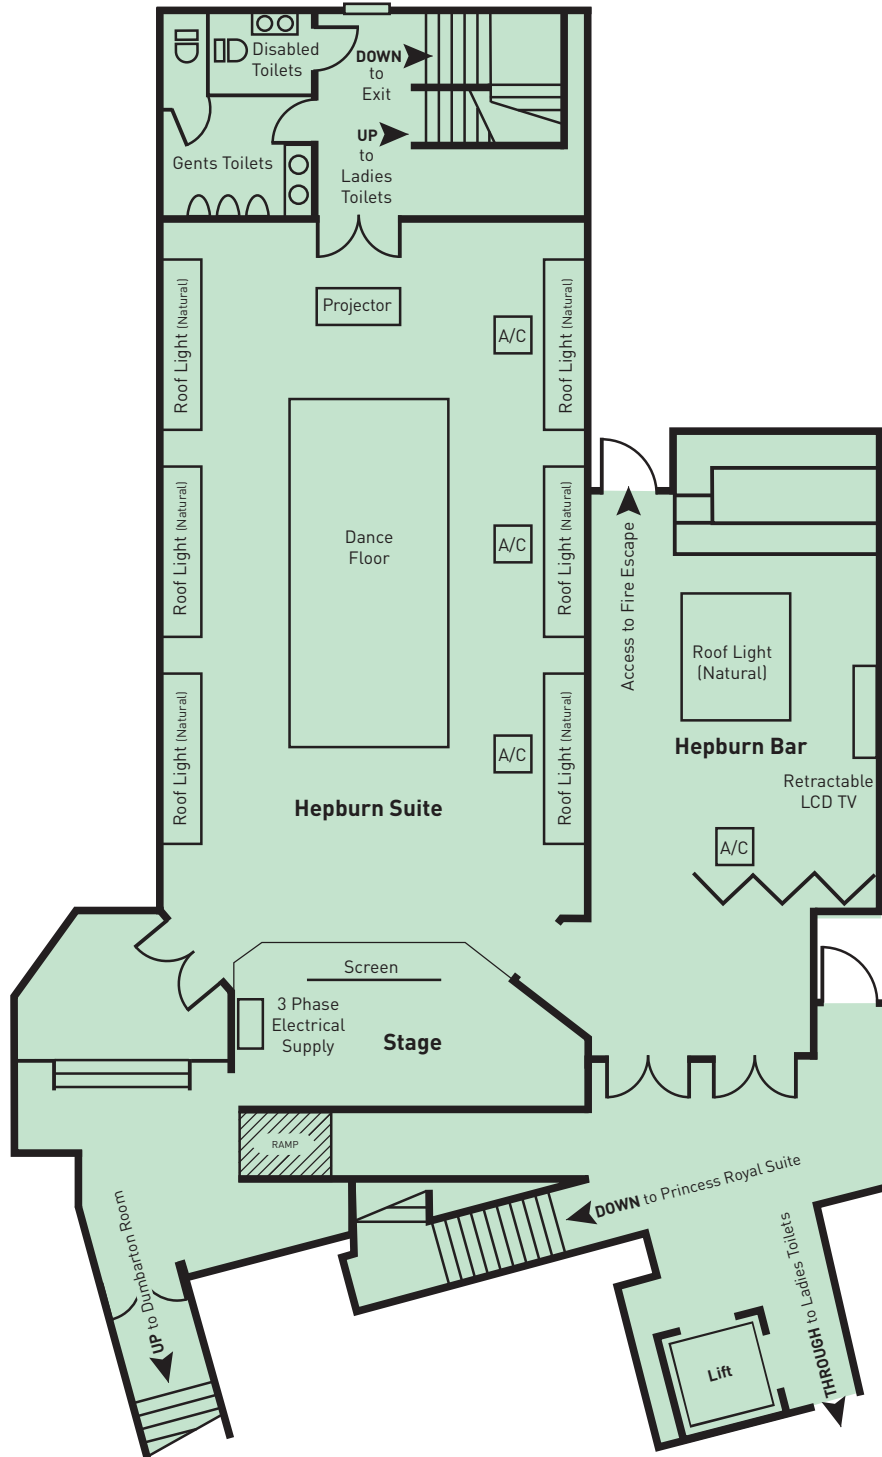 Disabled
Toilets
DOWN
to
Exit
UP
to
Ladies
Toilets
Gents Toilets
Projector
A/C
Roof Light (Natural)
Roof Light (Natural)
Dance
Floor
A/C
Roof Light (Natural)
Roof Light (Natural)
Access to Fire Escape
Roof Light
(Natural)
Hepburn Bar
A/C
Roof Light (Natural)
Roof Light (Natural)
Retractable
LCD TV
Hepburn Suite
A/C
Screen
3 Phase
Electrical
Supply
Stage
RAMP
DOWN to Princess Royal Suite
UP to Dumbarton Room
THROUGH to Ladies Toilets
Lift